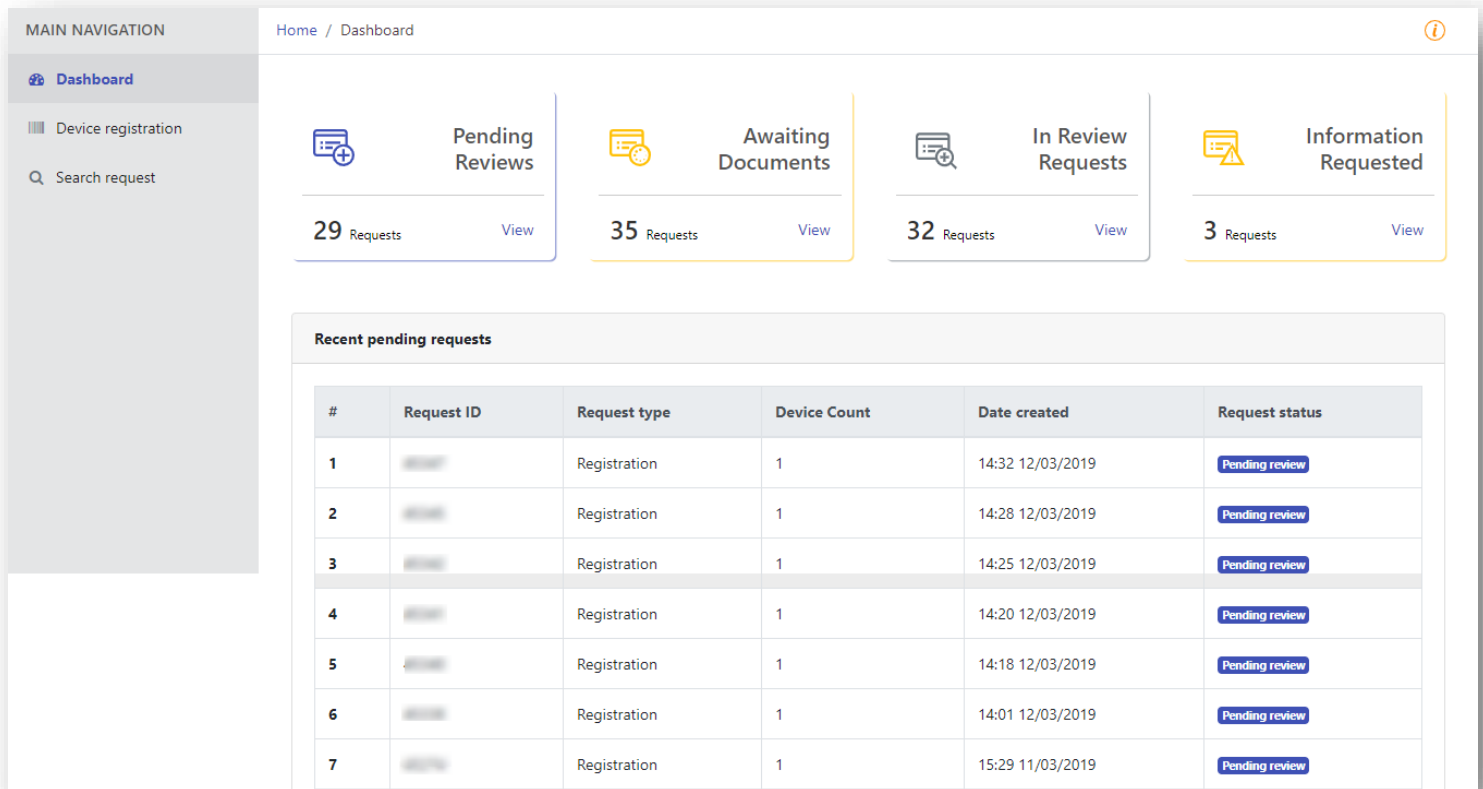 MAIN NAVIGATION
Home / Dashboard
Dashboard
Device registration
Search request
Pending
Reviews
29 Requests View
Awaiting
Documents
35 Requests View
In Review
Requests
32 Requests View
Information
Requested
3 Requests View
Recent pending requests
# Request ID Request type Device Count Date created Request status
1 Registration 1 14:32 12/03/2019 Pending review
2 Registration 1 14:28 12/03/2019 Pending review
3 Registration 1 14:25 12/03/2019 Pending review
4 Registration 1 14:20 12/03/2019 Pending review
5 Registration 1 14:18 12/03/2019 Pending review
6 Registration 1 14:01 12/03/2019 Pending review
7 Registration 1 15:29 11/03/2019 Pending review